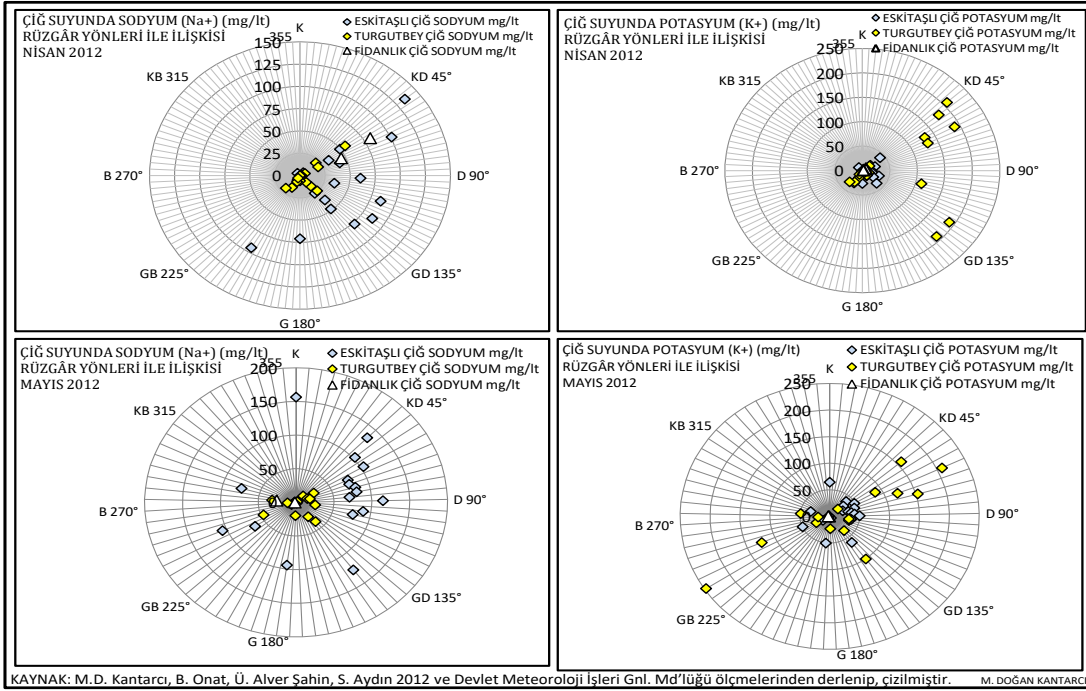 ÇİĞ SUYUNDA SODYUM (Na+) (mg/lt)
RÜZGÂR YÖNLERİ İLE İLİŞKİSİ
NİSAN 2012
ESKİTAŞLI ÇİĞ SODYUM mg/lt
TURGUTBEY ÇİĞ SODYUM mg/lt
FİDANLIK ÇİĞ SODYUM mg/lt
K
355
150
125
100
75
50
25
0
KB 315
KD 45°
B 270°
D 90°
GB 225°
GD 135°
G 180°
ÇİĞ SUYUNDA POTASYUM (K+) (mg/lt)
RÜZGÂR YÖNLERİ İLE İLİŞKİSİ
NİSAN 2012
ESKİTAŞLI ÇİĞ POTASYUM mg/lt
TURGUTBEY ÇİĞ POTASYUM mg/lt
FİDANLIK ÇİĞ POTASYUM mg/lt
K
355
250
200
150
100
50
0
KB 315
KD 45°
B 270°
D 90°
GB 225°
GD 135°
G 180°
ÇİĞ SUYUNDA SODYUM (Na+) (mg/lt)
RÜZGÂR YÖNLERİ İLE İLİŞKİSİ
MAYIS 2012
ESKİTAŞLI ÇİĞ SODYUM mg/lt
TURGUTBEY ÇİĞ SODYUM mg/lt
FİDANLIK ÇİĞ SODYUM mg/lt
K
355
200
150
100
50
0
KB 315
KD 45°
B 270°
D 90°
GB 225°
GD 135°
G 180°
ÇİĞ SUYUNDA POTASYUM (K+) (mg/lt)
RÜZGÂR YÖNLERİ İLE İLİŞKİSİ
MAYIS 2012
ESKİTAŞLI ÇİĞ POTASYUM mg/lt
TURGUTBEY ÇİĞ POTASYUM mg/lt
FİDANLIK ÇİĞ POTASYUM mg/lt
K
355
250
200
150
100
50
0
KB 315
KD 45°
B 270°
D 90°
GB 225°
GD 135°
G 180°
KAYNAK: M.D. Kantarcı, B. Onat, Ü. Alver Şahin, S. Aydın 2012 ve Devlet Meteoroloji İşleri Gnl. Md'lüğü ölçmelerinden derlenip, çizilmiştir.
M. DOĞAN KANTARCI